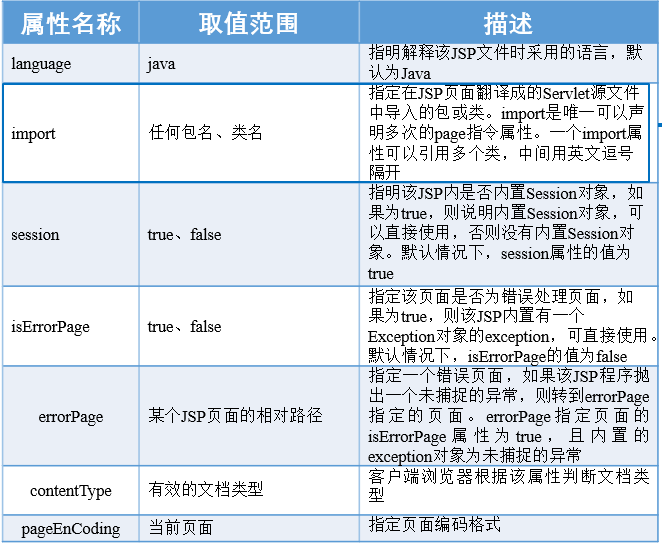 属性名称 取值范围 描述
language java 指明解释该JSP文件时采用的语言，默
认为Java
指定在JSP页面翻译成的Servlet源文件
中导入的包或类。import是唯一可以声
import 任何包名、类名 明多次的page指令属性。一个import属
性可以引用多个类，中间用英文逗号
隔开
指明该JSP内是否内置Session对象，如
果为true，则说明内置Session对象，可
session true、false 以直接使用，否则没有内置Session对
象。默认情况下，session属性的值为
true
指定该页面是否为错误处理页面，如
果为true，则该JSP内置有一个
isErrorPage true、false Exception对象的exception，可直接使用。
默认情况下，isErrorPage的值为false
指定一个错误页面，如果该JSP程序抛
出一个未捕捉的异常，则转到errorPage
errorPage 某个JSP页面的相对路径 指定的页面。errorPage指定页面的
isErrorPage属性为true，且内置的
exception对象为未捕捉的异常
contentType 有效的文档类型 客户端浏览器根据该属性判断文档类
型
pageEnCoding 当前页面 指定页面编码格式